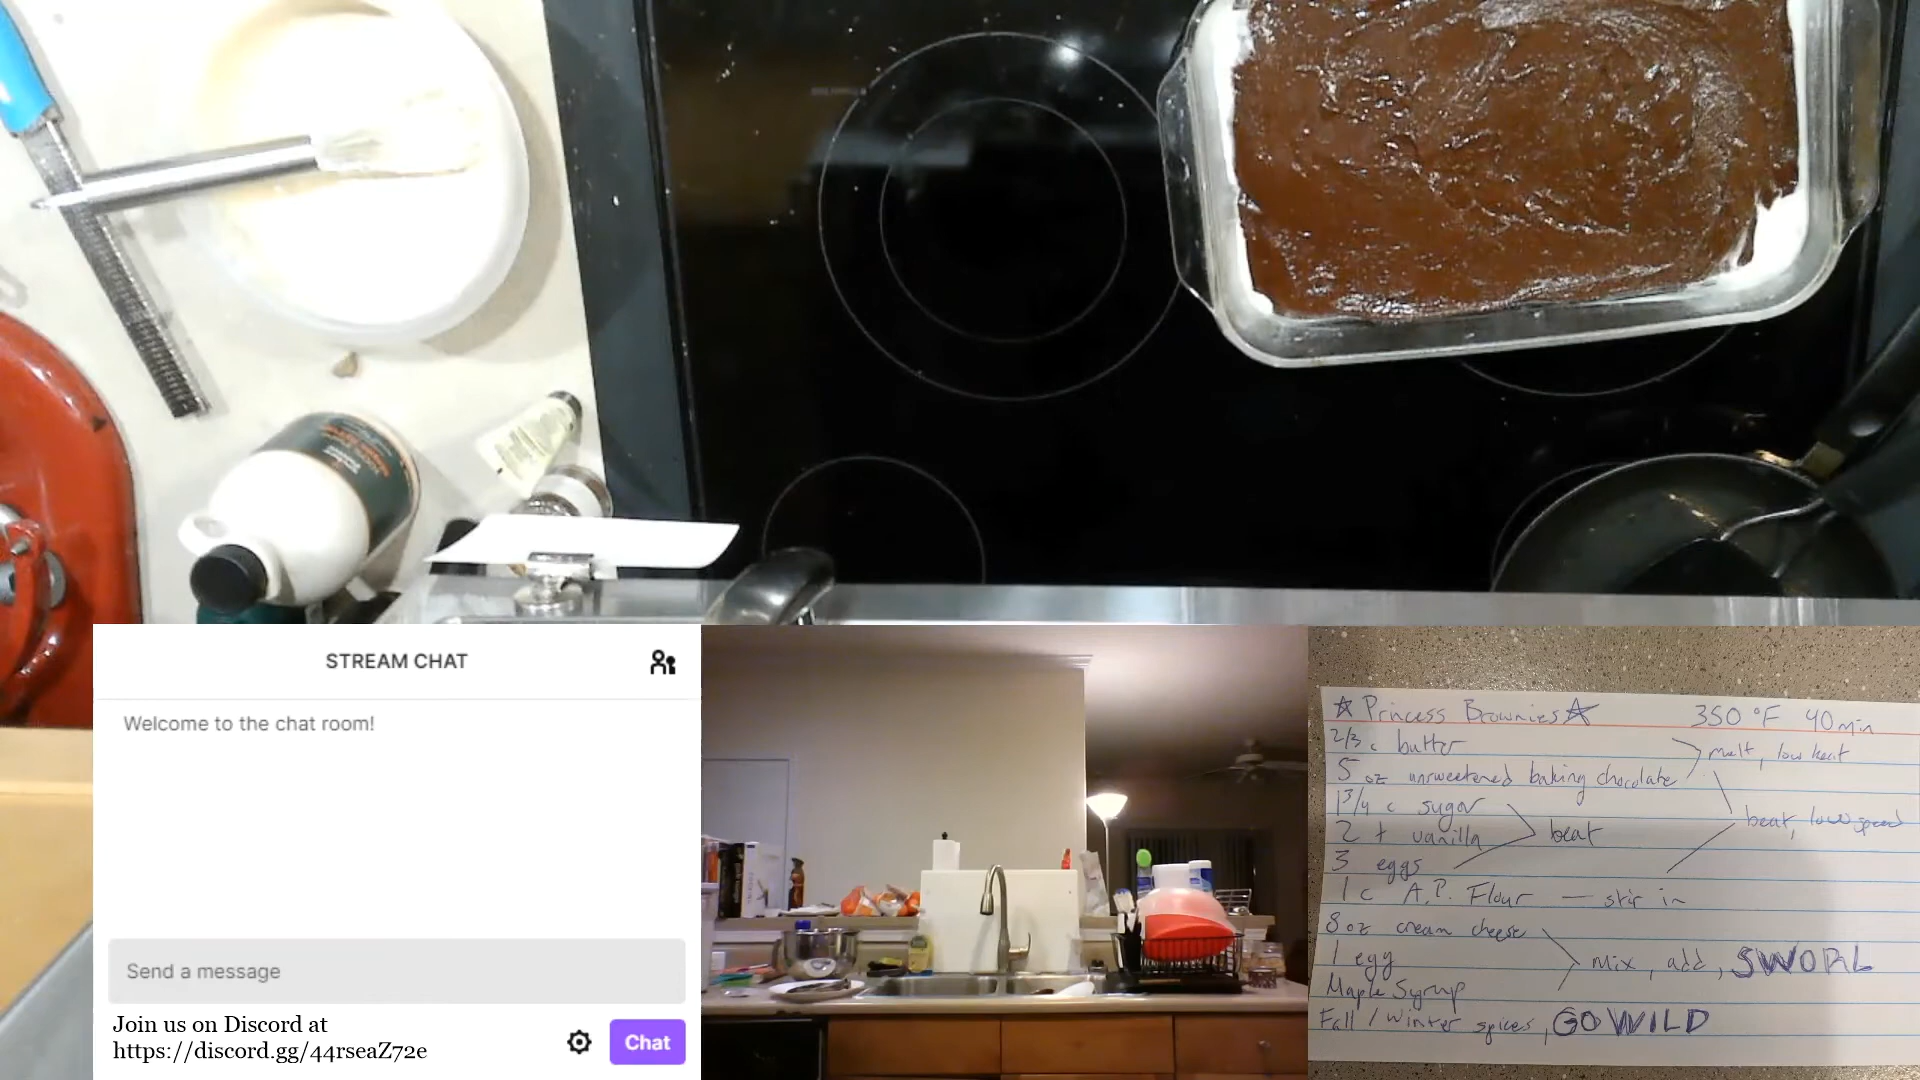 STREAM CHAT
Welcome to the chat room!
Send a message
Join us on Discord at
https://discord.gg/44rseaZ72e
Chat
☆ Princess Brownies ☆ 350 °F 40 min
2/3 c butter
melt, low heat
5 oz unsweetened baking chocolate
1 3/4 c sugar
beat, low speed
2 t vanilla
beat
3 eggs
1 c A.P. Flour — stir in
8 oz cream cheese
1 egg
mix, add, SWORL
Maple Syrup
Fall / Winter spices, GO WILD